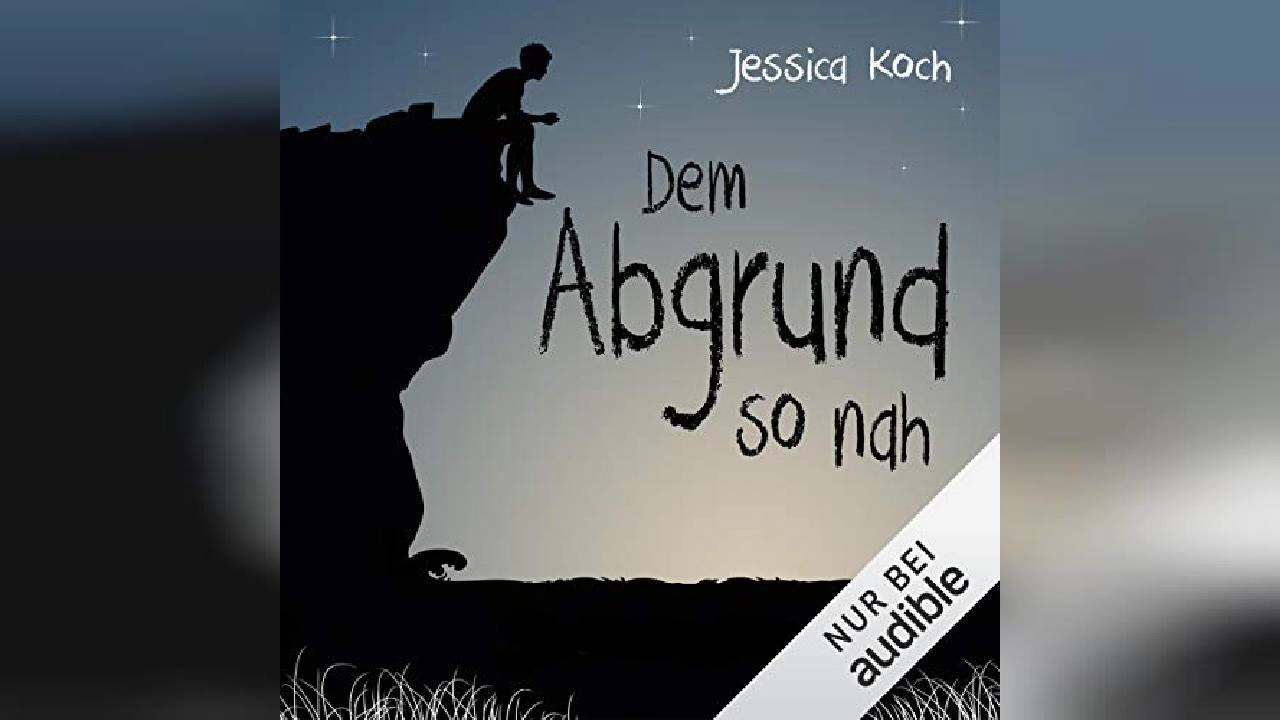 Jessica Koch
Dem
Abgrund
so nah
NUR BEI
audible